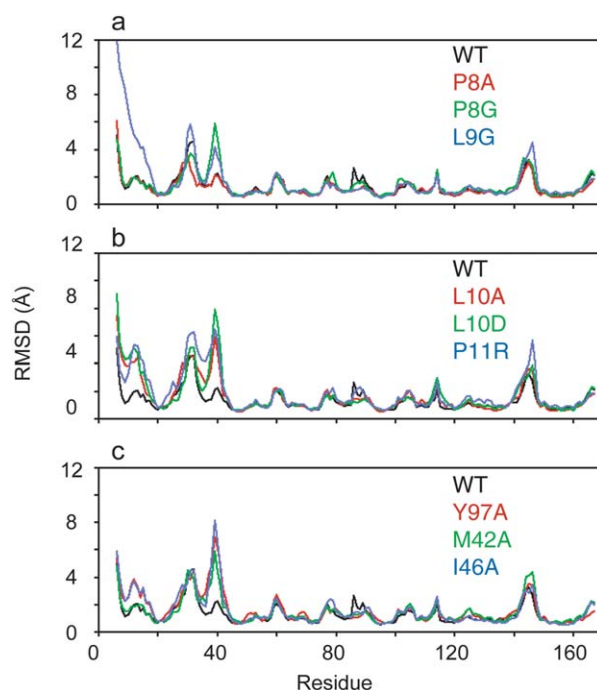 a
12
8
4
0
WT
P8A
P8G
L9G
b
12
8
4
0
WT
L10A
L10D
P11R
RMSD (Å)
c
12
8
4
0
WT
Y97A
M42A
I46A
0 40 80 120 160
Residue